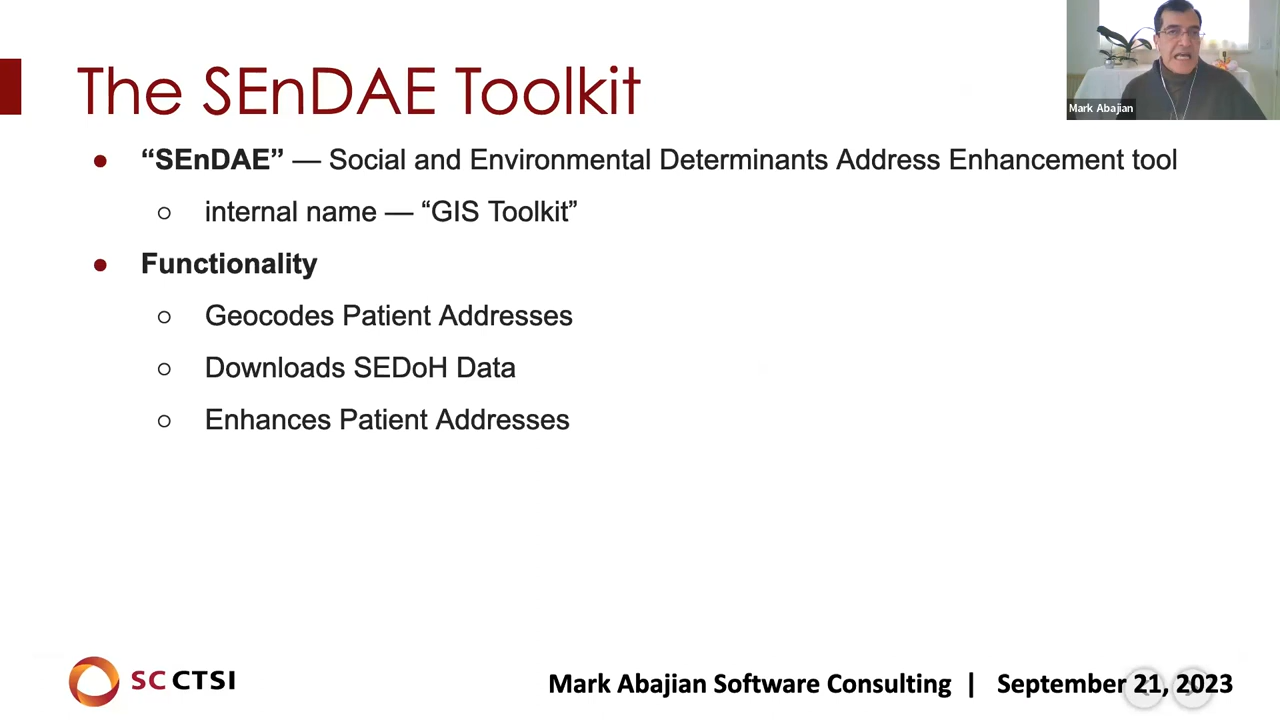 The SEnDAE Toolkit
Mark Abajian
● “SEnDAE” — Social and Environmental Determinants Address Enhancement tool
○ internal name — “GIS Toolkit”
● Functionality
○ Geocodes Patient Addresses
○ Downloads SEDoH Data
○ Enhances Patient Addresses
SC CTSI
Mark Abajian Software Consulting | September 21, 2023